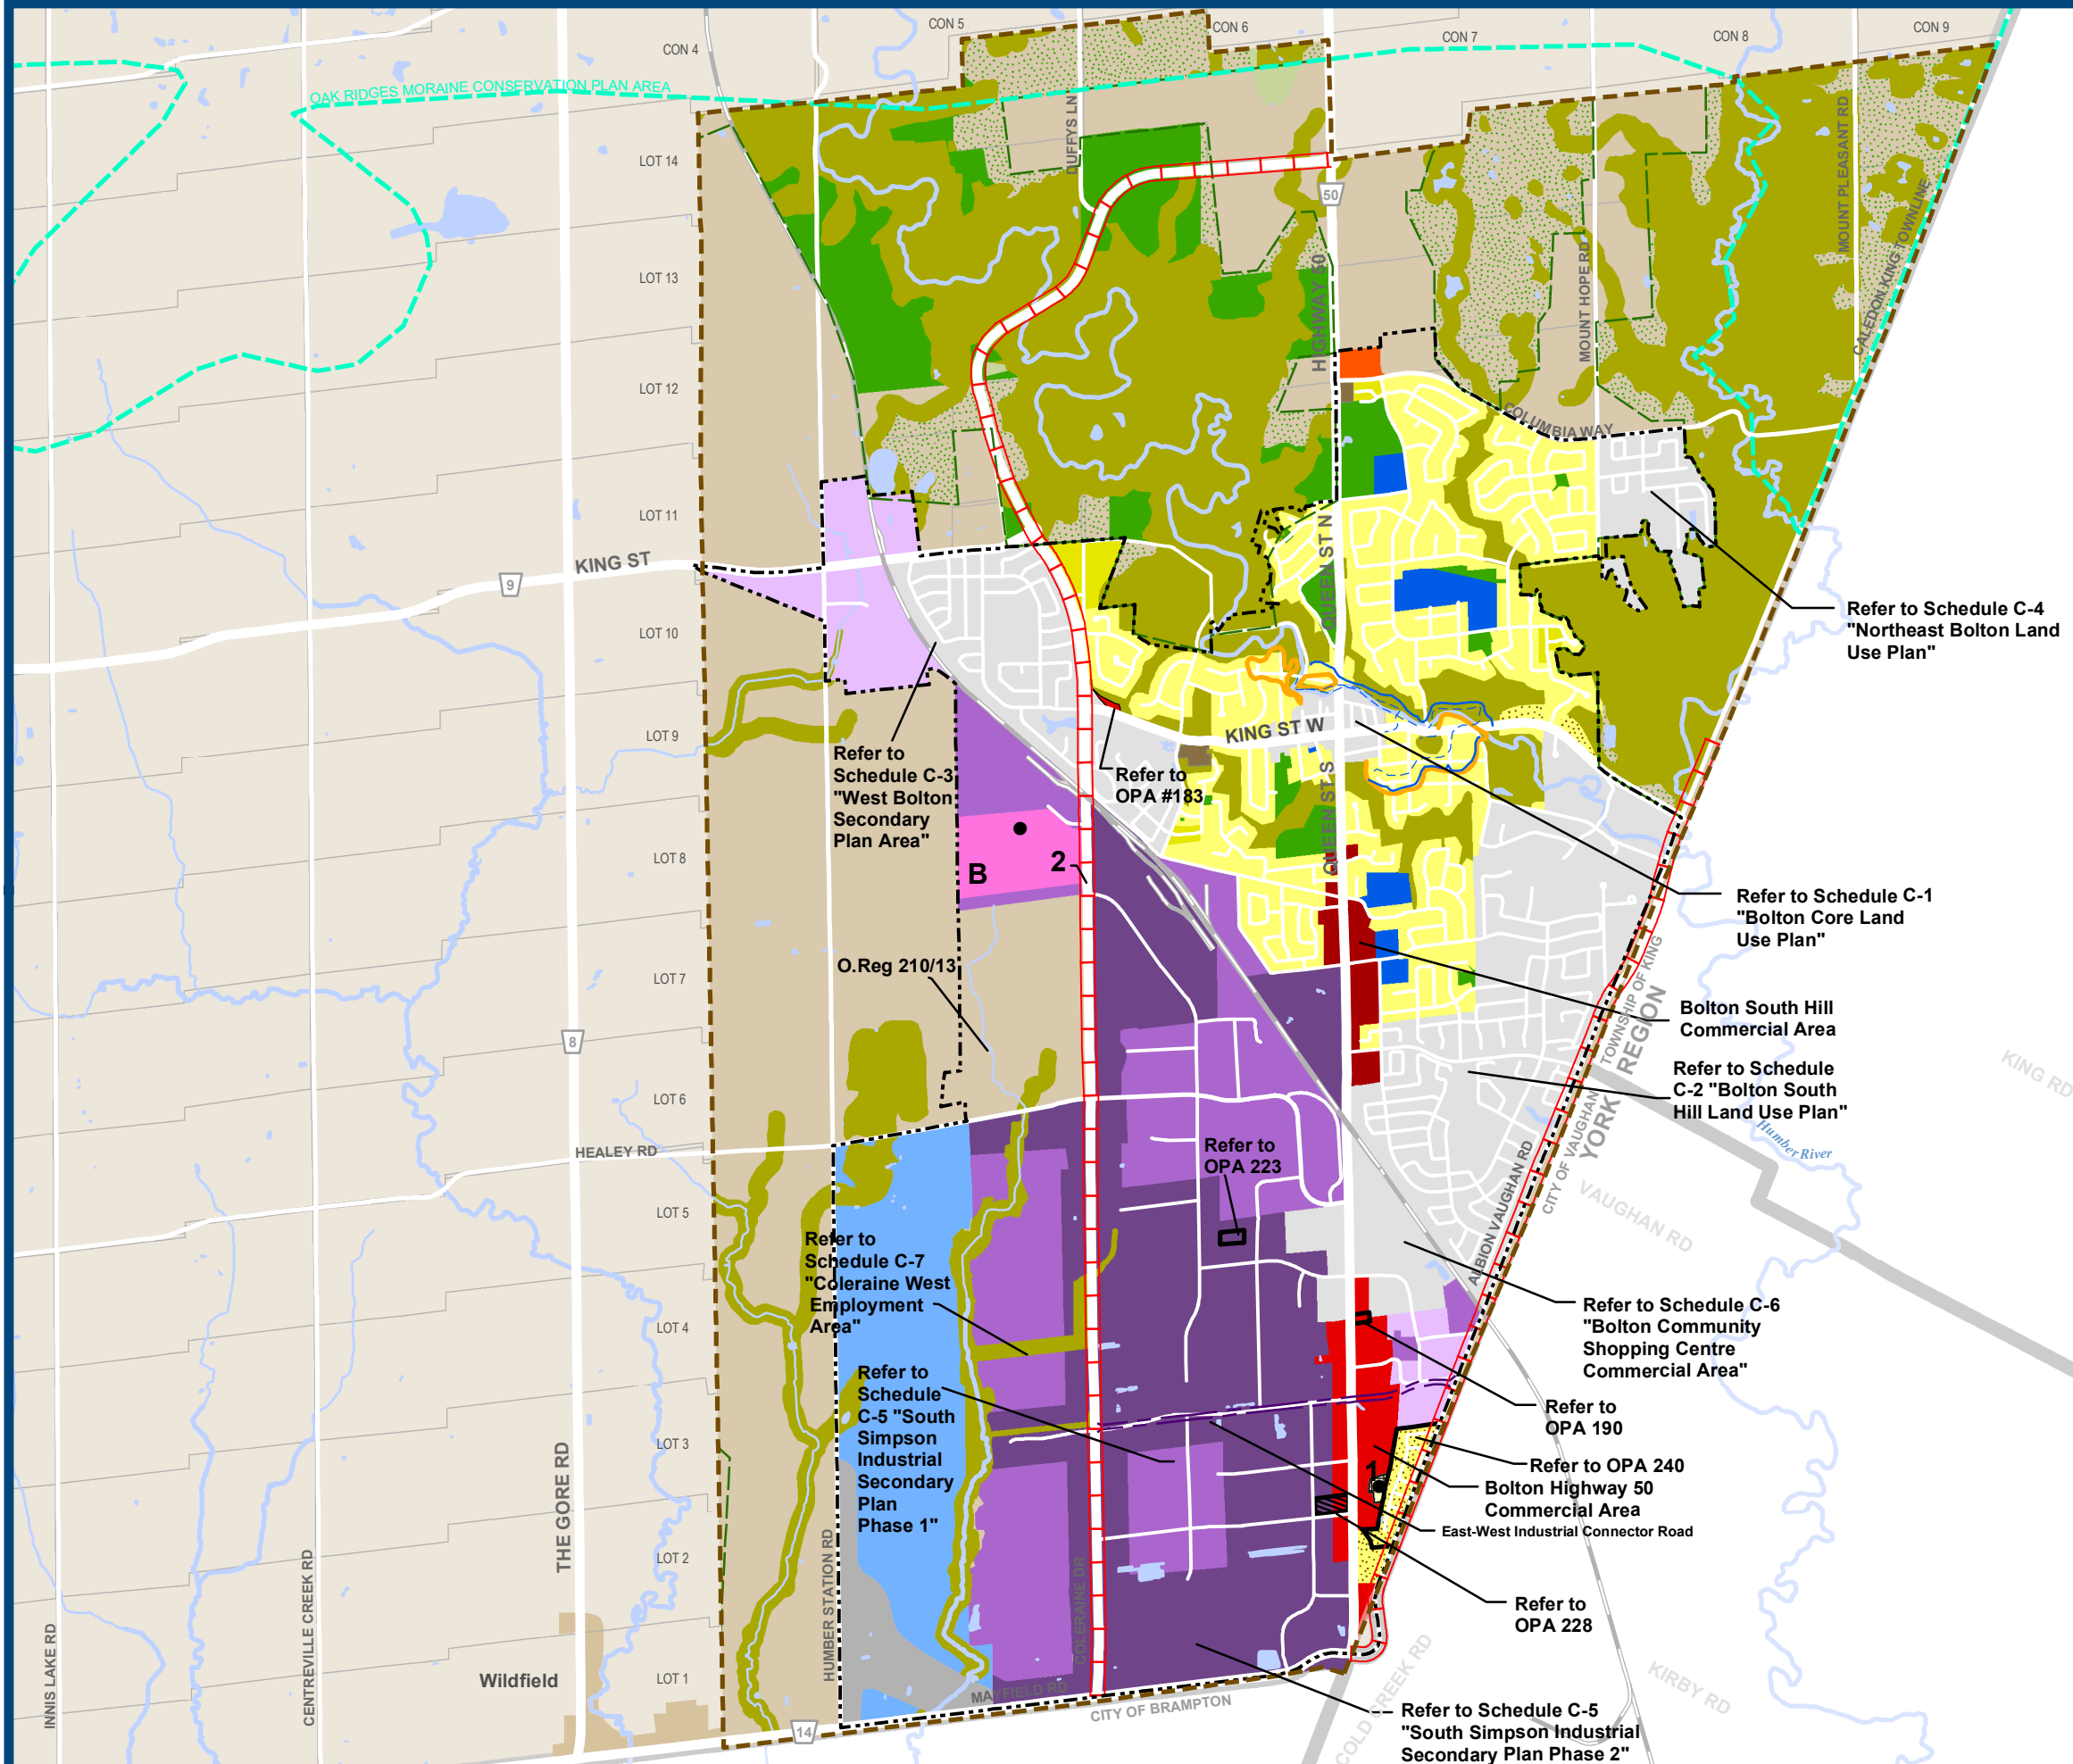 CON 4
CON 5
CON 6
CON 7
CON 8
CON 9
OAK RIDGES MORAINE CONSERVATION PLAN AREA
DUFFYS LN
MOUNT PLEASANT RD
CALEDON KING TOWNLINE
MOUNT HOPE RD
HIGHWAY 50
50
COLUMBIA WAY
LOT 14
LOT 13
LOT 12
LOT 11
LOT 10
LOT 9
LOT 8
LOT 7
LOT 6
LOT 5
LOT 4
LOT 3
LOT 2
LOT 1
KING ST
9
QUEEN ST N
KING ST W
QUEEN ST S
Refer to Schedule C-4
"Northeast Bolton Land
Use Plan"
Refer to
Schedule C-3
"West Bolton
Secondary
Plan Area"
Refer to
OPA #183
B
2
Refer to Schedule C-1
"Bolton Core Land
Use Plan"
O.Reg 210/13
Bolton South Hill
Commercial Area
Refer to Schedule
C-2 "Bolton South
Hill Land Use Plan"
TOWNSHIP OF KING
REGION
YORK
CITY OF VAUGHAN
KING RD
Humber River
VAUGHAN RD
ALBION VAUGHAN RD
8
HEALEY RD
Refer to
OPA 223
Refer to
Schedule C-7
"Coleraine West
Employment
Area"
Refer to
Schedule
C-5 "South
Simpson
Industrial
Secondary
Plan
Phase 1"
Refer to Schedule C-6
"Bolton Community
Shopping Centre
Commercial Area"
Refer to
OPA 190
Refer to OPA 240
1
Bolton Highway 50
Commercial Area
East-West Industrial Connector Road
Refer to
OPA 228
Refer to Schedule C-5
"South Simpson Industrial
Secondary Plan Phase 2"
INNIS LAKE RD
CENTREVILLE CREEK RD
THE GORE RD
HUMBER STATION RD
COLERAINE DR
Wildfield
14
MAYFIELD RD
CITY OF BRAMPTON
COLD CREEK RD
KIRBY RD